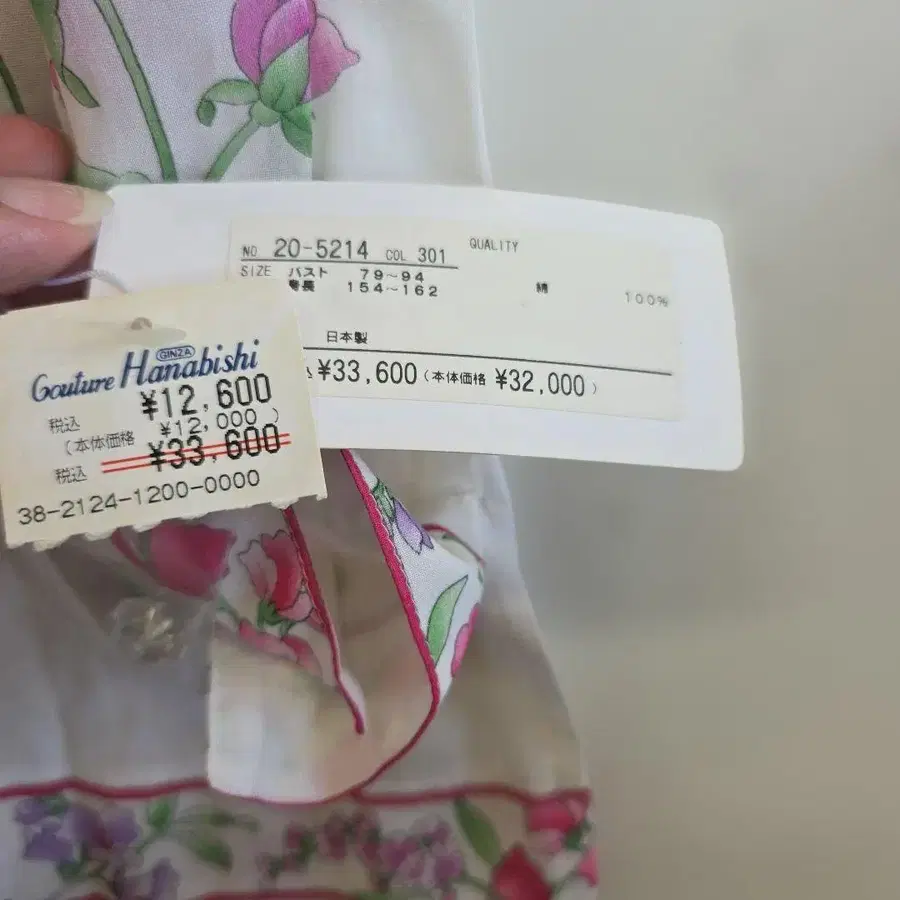 NO 20-5214 COL 301
QUALITY
SIZE バスト 79~94
身長 154~162
綿 100%
日本製
込 ¥33,600 (本体価格 ¥32,000)
GINZA
Couture Hanabishi
税込 ¥12,600
(本体価格 ¥12,000)
税込 ¥33,600
38-2124-1200-0000